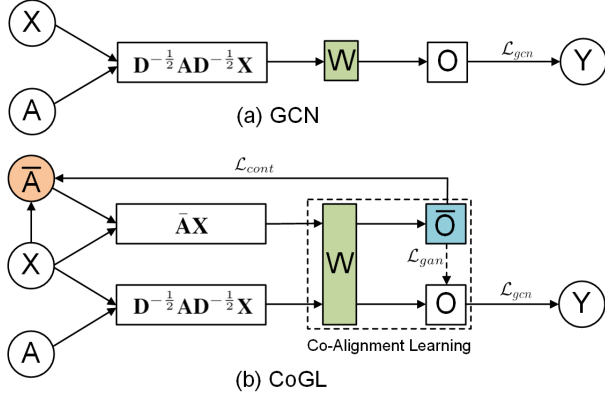 X
A
D^{-1/2}AD^{-1/2}X
W
O
L_{gcn}
Y
(a) GCN
Ā
L_{cont}
X
A
ĀX
D^{-1/2}AD^{-1/2}X
W
Ō
L_{gan}
O
L_{gcn}
Y
Co-Alignment Learning
(b) CoGL